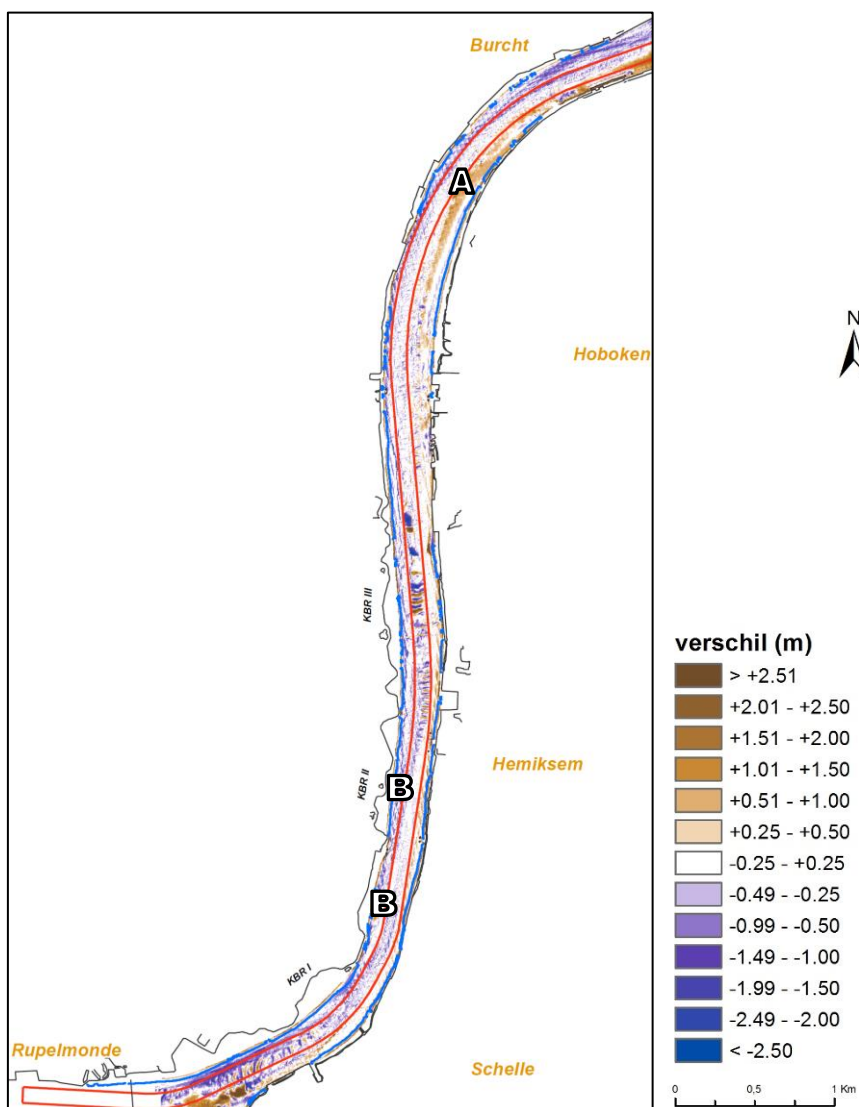 Burcht
A
N
Hoboken
KBR III
verschil (m)
> +2.51
+2.01 - +2.50
+1.51 - +2.00
+1.01 - +1.50
+0.51 - +1.00
+0.25 - +0.50
-0.25 - +0.25
-0.49 - -0.25
-0.99 - -0.50
-1.49 - -1.00
-1.99 - -1.50
-2.49 - -2.00
< -2.50
Hemiksem
KBR II
B
B
KBR I
Rupelmonde
Schelle
0 0,5 1 Km